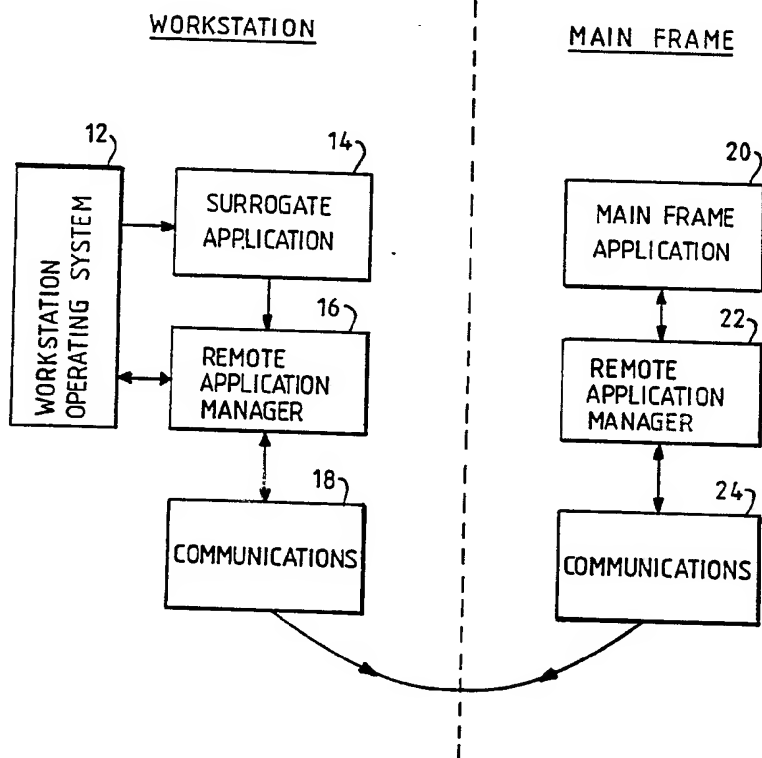 WORKSTATION
12
WORKSTATION
OPERATING SYSTEM
14
SURROGATE
APPLICATION
16
REMOTE
APPLICATION
MANAGER
18
COMMUNICATIONS
MAIN FRAME
20
MAIN FRAME
APPLICATION
22
REMOTE
APPLICATION
MANAGER
24
COMMUNICATIONS